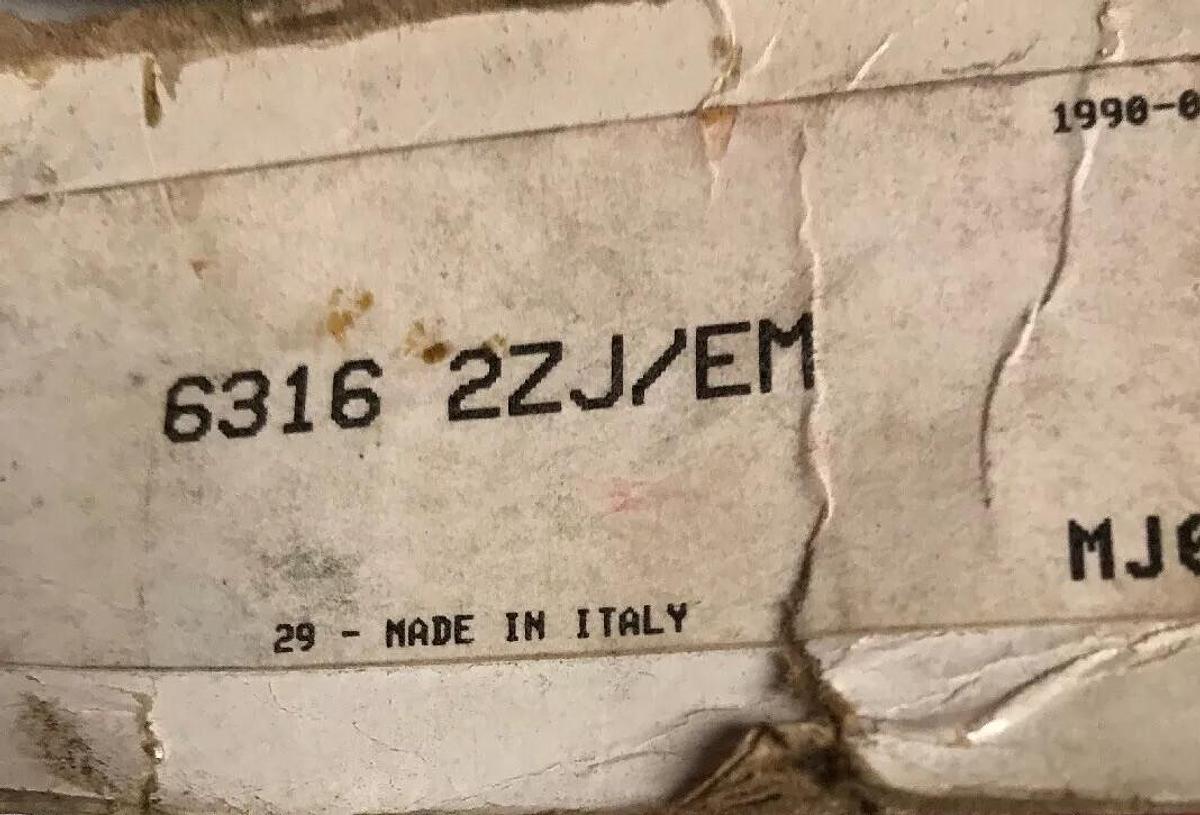 1990-0
6316 2ZJ/EM
MJ
29 - MADE IN ITALY